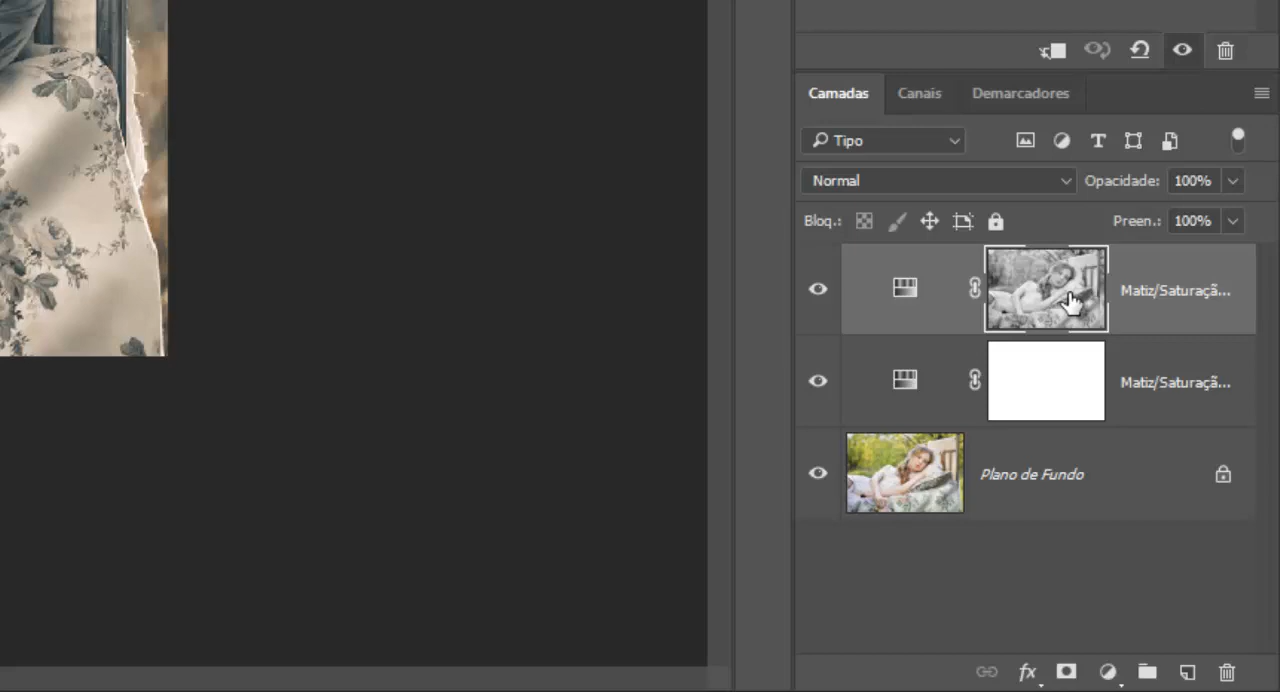 Camadas Canais Demarcadores
Tipo
Normal Opacidade: 100%
Bloq.: Preen.: 100%
Matiz/Saturaçã...
Matiz/Saturaçã...
Plano de Fundo
fx